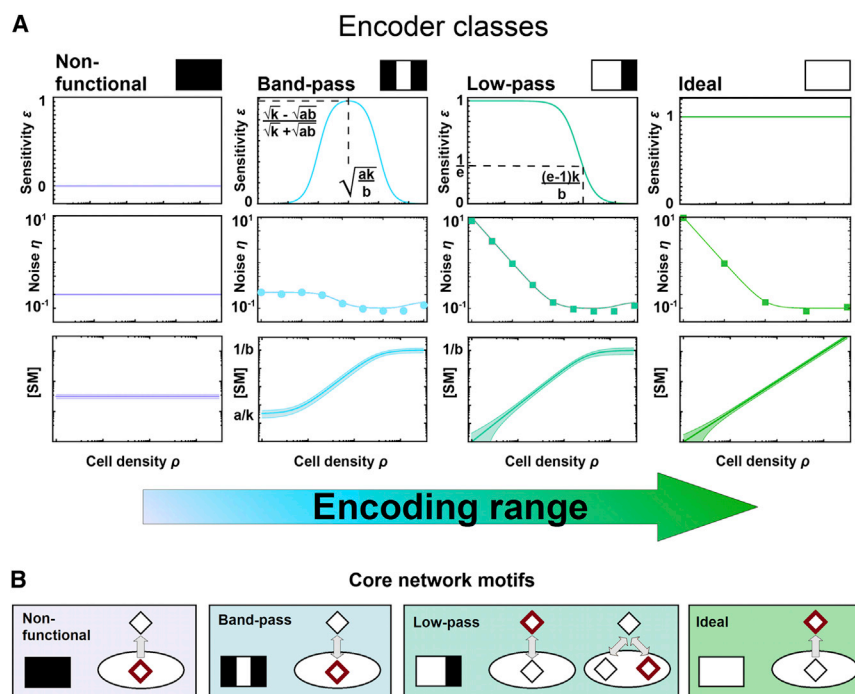 A
Encoder classes
Non-
functional
Band-pass
Low-pass
Ideal
Sensitivity ε
1
0
Sensitivity ε
1
0
√k - √ab
√k + √ab
√ak/b
Sensitivity ε
1
1/e
0
(e-1)k
b
Sensitivity ε
1
0
Noise η
10¹
10⁻¹
Noise η
10¹
10⁻¹
Noise η
10¹
10⁻¹
Noise η
10¹
10⁻¹
[SM]
[SM]
1/b
a/k
[SM]
1/b
[SM]
Cell density ρ
Cell density ρ
Cell density ρ
Cell density ρ
Encoding range
B
Core network motifs
Non-
functional
Band-pass
Low-pass
Ideal